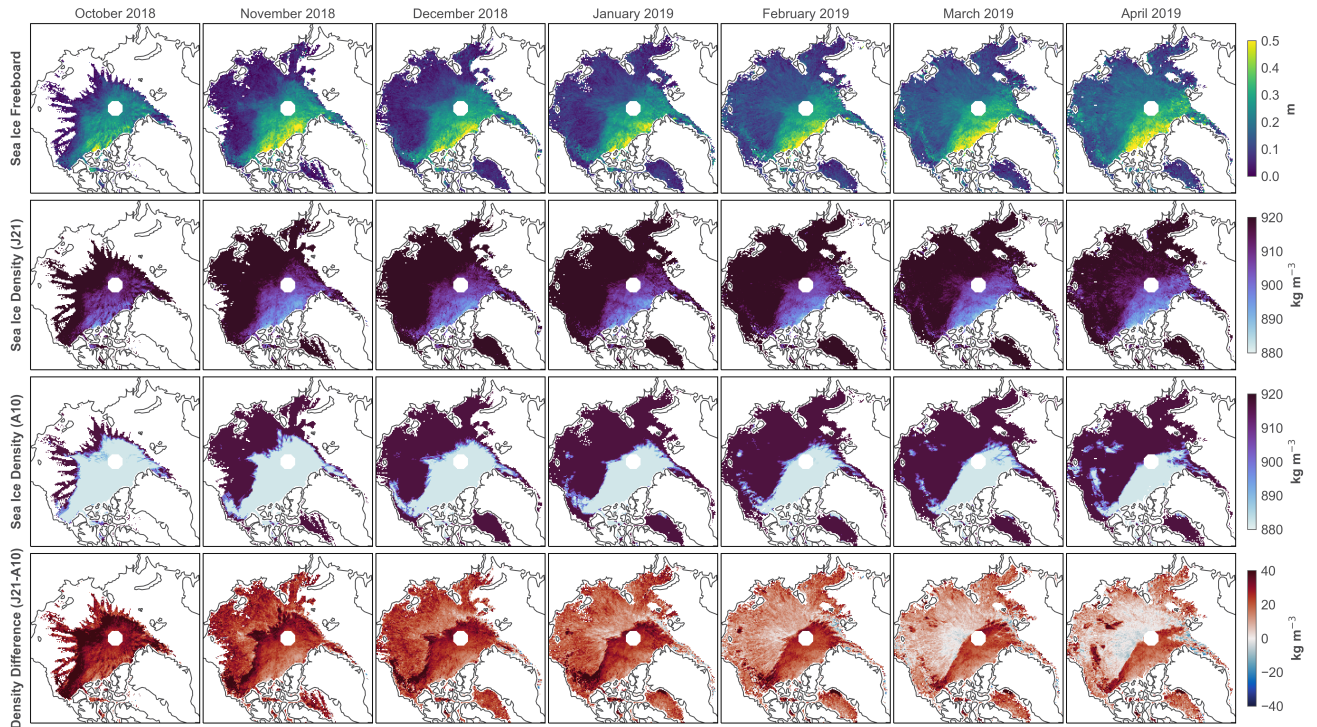 October 2018 November 2018 December 2018 January 2019 February 2019 March 2019 April 2019
Sea Ice Freeboard
0.5
0.4
0.3
0.2
0.1
0.0
m
Sea Ice Density (J21)
920
910
900
890
880
kg m⁻³
Sea Ice Density (A10)
920
910
900
890
880
kg m⁻³
Density Difference (J21-A10)
40
20
0
−20
−40
kg m⁻³